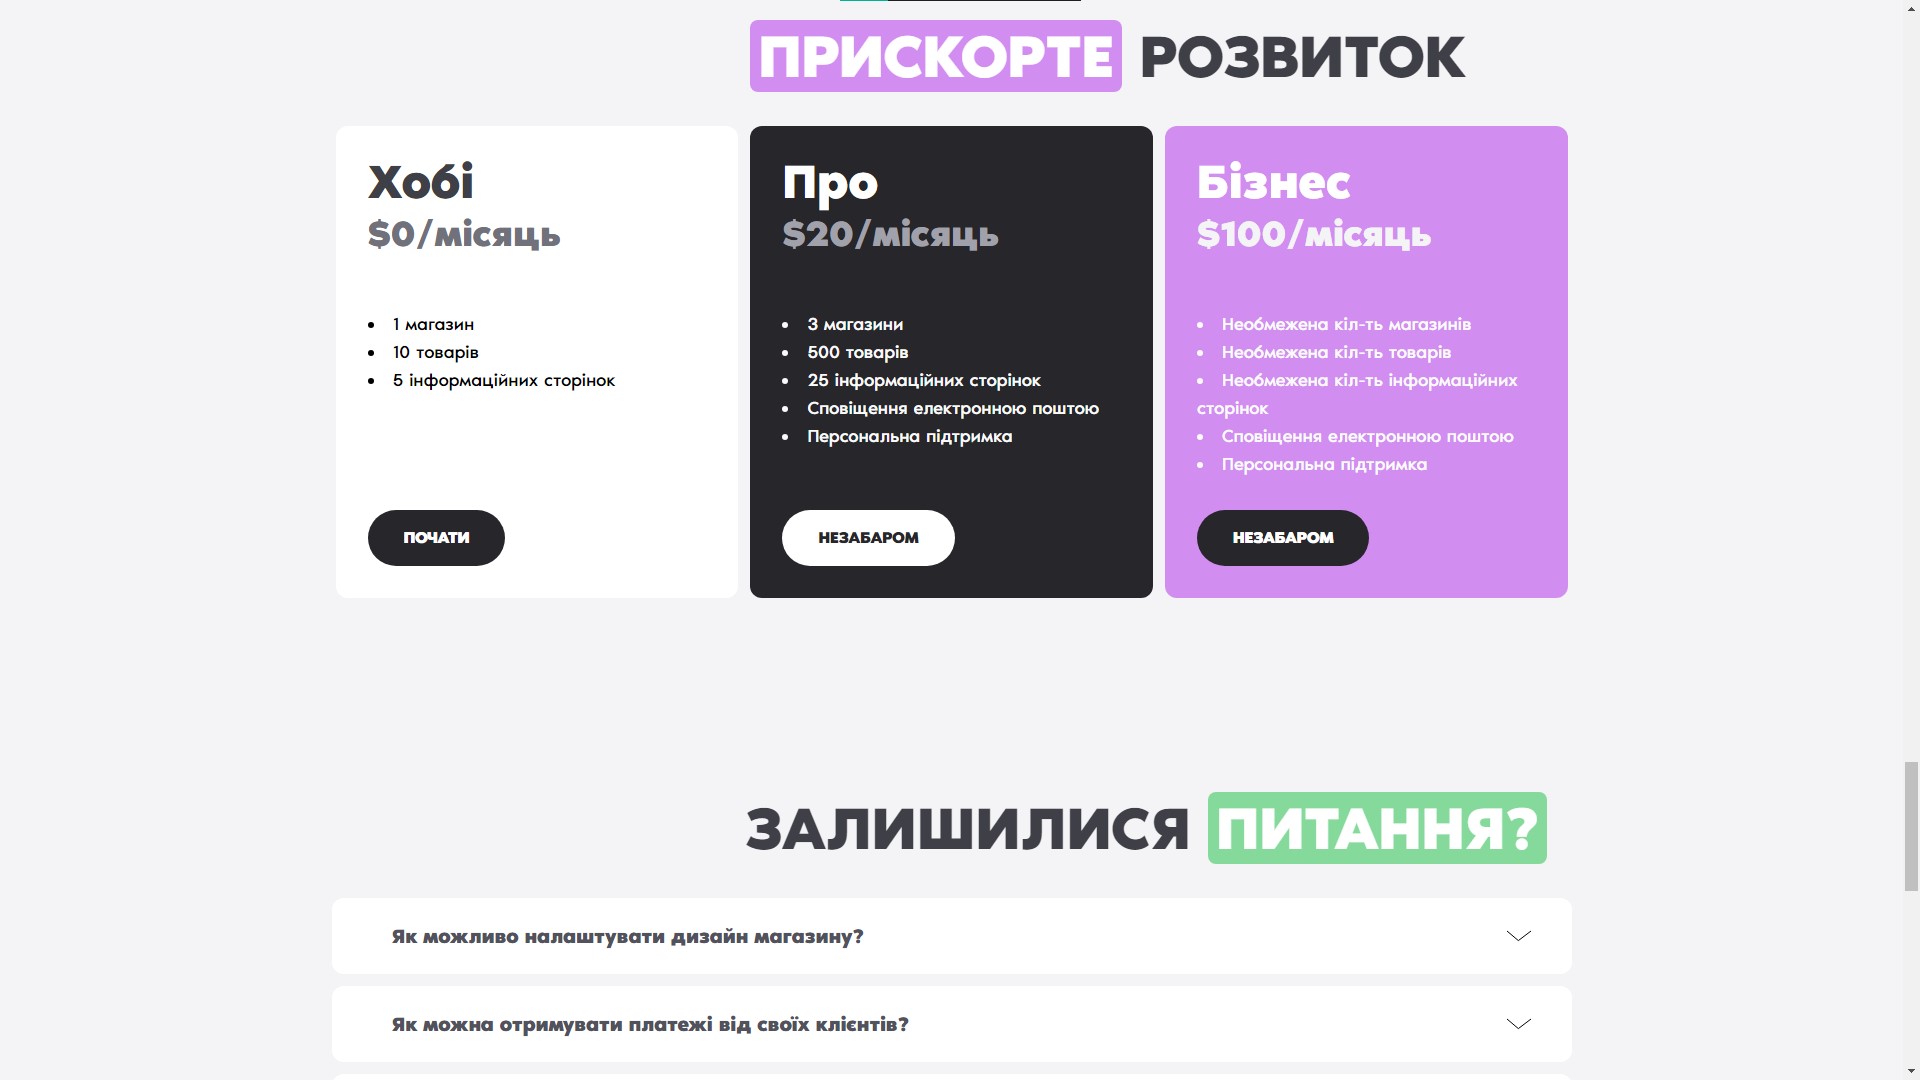 ПРИСКОРТЕ РОЗВИТОК
Хобі
$0/місяць
1 магазин
10 товарів
5 інформаційних сторінок
ПОЧАТИ
Про
$20/місяць
3 магазини
500 товарів
25 інформаційних сторінок
Сповіщення електронною поштою
Персональна підтримка
НЕЗАБАРОМ
Бізнес
$100/місяць
Необмежена кіл-ть магазинів
Необмежена кіл-ть товарів
Необмежена кіл-ть інформаційних
сторінок
Сповіщення електронною поштою
Персональна підтримка
НЕЗАБАРОМ
ЗАЛИШИЛИСЯ ПИТАННЯ?
Як можливо налаштувати дизайн магазину?
Як можна отримувати платежі від своїх клієнтів?